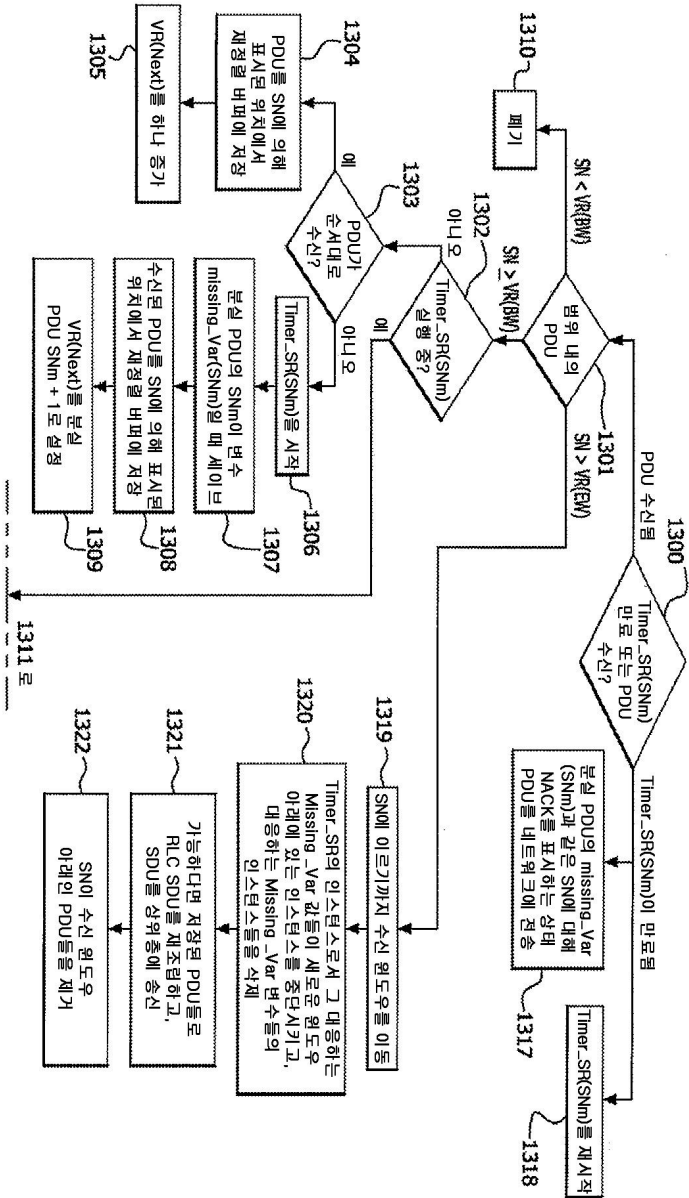 1300
Timer_SR(SNm)
만료 또는 PDU
수신?
PDU 수신됨
Timer_SR(SNm)이 만료됨
1301
범위 내의
PDU
SN < VR(BW)
SN ≥ VR(BW)
SN > VR(EW)
1310
폐기
1302
Timer_SR(SNm)
실행 중?
아니오
예
1303
PDU가
순서대로
수신?
예
아니오
1304
PDU를 SN에 의해
표시된 위치에서
재정렬 버퍼에 저장
VR(Next)를 하나 증가
1305
Timer_SR(SNm)을 시작
1306
분실 PDU의 SNm이 변수
missing_Var(SNm)일 때 세이브
1307
수신된 PDU를 SN에 의해 표시된
위치에서 재정렬 버퍼에 저장
1308
VR(Next)를 분실
PDU SNm + 1로 설정
1309
1311 로
분실 PDU의 missing_Var
(SNm)과 같은 SN에 대해
NACK를 표시하는 상태
PDU를 네트워크에 전송
1317
Timer_SR(SNm)를 재시작
1318
1319
SN에 이르기까지 수신 윈도우를 이동
1320
Timer_SR의 인스턴스로서 그 대응하는
Missing_Var 값들이 새로운 윈도우
아래에 있는 인스턴스를 중단시키고,
대응하는 Missing_Var 변수들의
인스턴스들을 삭제
1321
가능하다면 저장된 PDU들로
RLC SDU를 재조립하고,
SDU를 상위층에 송신
1322
SN이 수신 윈도우
아래인 PDU들을 제거